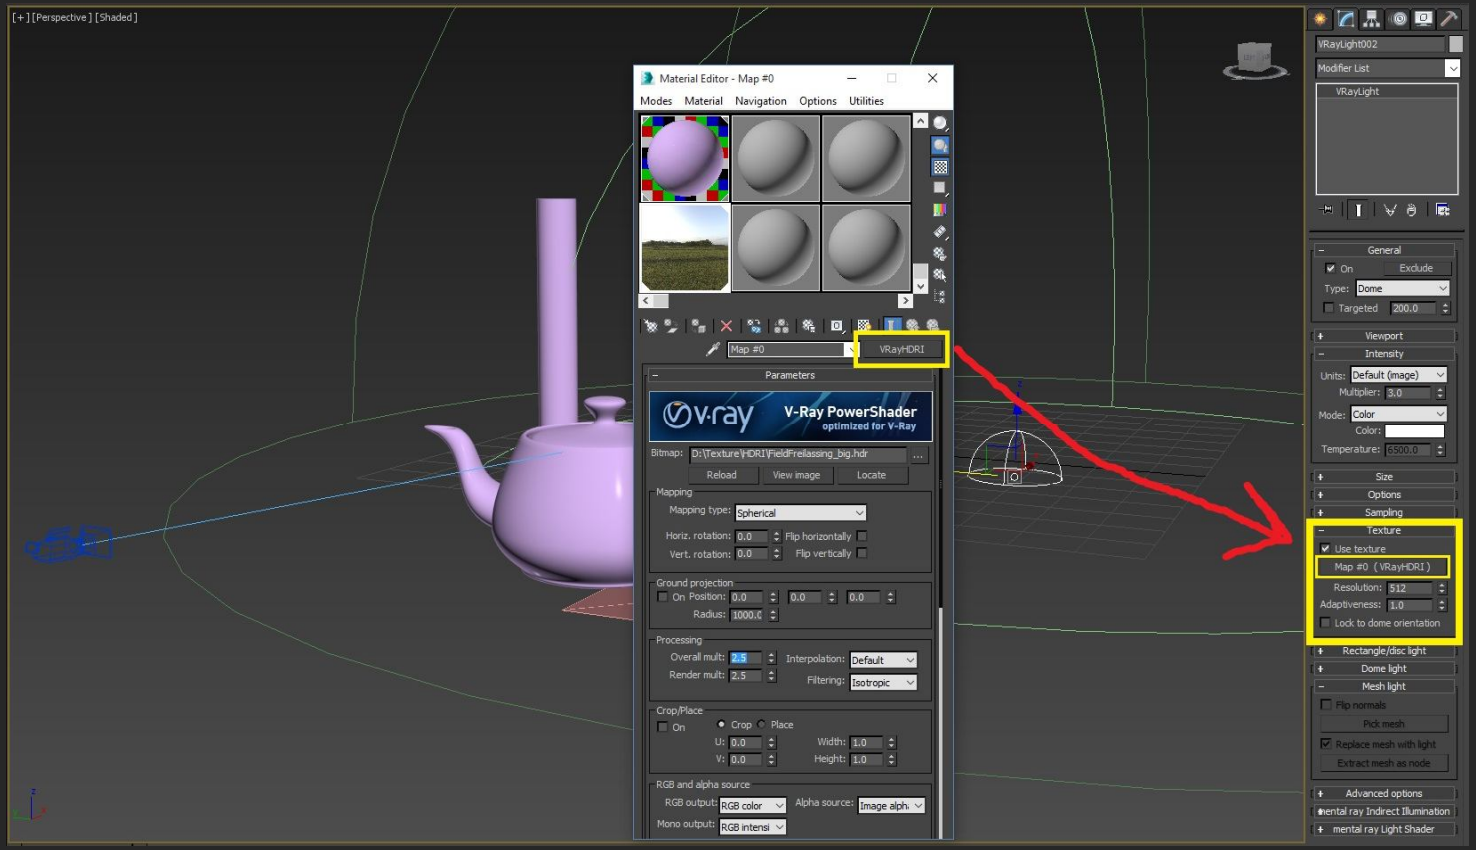 [+] [Perspective] [Shaded]
Material Editor - Map #0
Modes Material Navigation Options Utilities
Map #0
VRayHDRI
Parameters
v·ray
V-Ray PowerShader
optimized for V-Ray
Bitmap: D:\Texture\HDRI\FieldFreilassing_big.hdr ...
Reload View image Locate
Mapping
Mapping type: Spherical
Horiz. rotation: 0.0 Flip horizontally
Vert. rotation: 0.0 Flip vertically
Ground projection
On Position: 0.0 0.0 0.0
Radius: 1000.0
Processing
Overall mult: 2.5 Interpolation: Default
Render mult: 2.5 Filtering: Isotropic
Crop/Place
On Crop Place
U: 0.0 Width: 1.0
V: 0.0 Height: 1.0
RGB and alpha source
RGB output: RGB color Alpha source: Image alph
Mono output: RGB intensi
z
VRayLight002
Modifier List
VRayLight
- General
On Exclude
Type: Dome
Targeted 200.0
+ Viewport
- Intensity
Units: Default (image)
Multiplier: 3.0
Mode: Color
Color:
Temperature: 6500.0
+ Size
+ Options
+ Sampling
- Texture
Use texture
Map #0 ( VRayHDRI )
Resolution: 512
Adaptiveness: 1.0
Lock to dome orientation
+ Rectangle/disc light
+ Dome light
- Mesh light
Flip normals
Pick mesh
Replace mesh with light
Extract mesh as node
+ Advanced options
mental ray Indirect Illumination
+ mental ray Light Shader